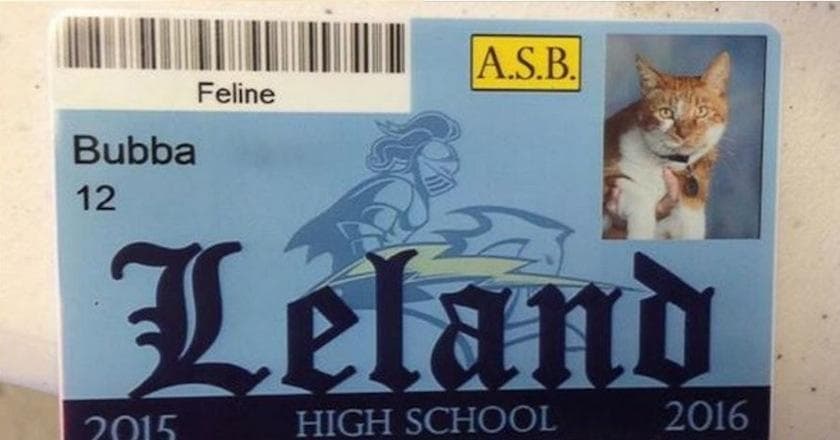 Feline
A.S.B.
Bubba
12
Leland
2015 HIGH SCHOOL 2016